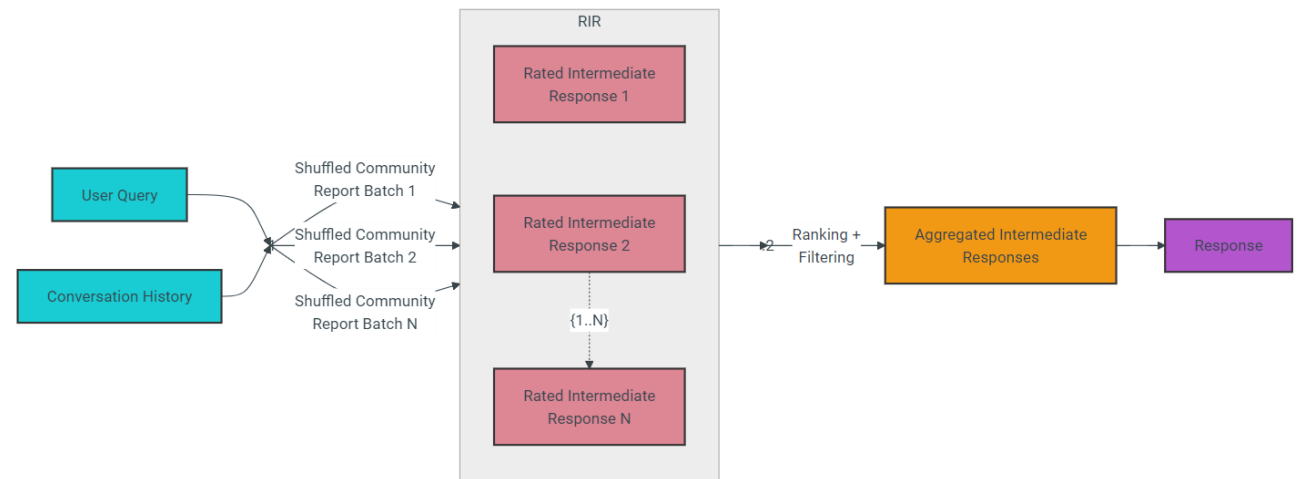 RIR
Rated Intermediate
Response 1
User Query
Conversation History
Shuffled Community
Report Batch 1
Shuffled Community
Report Batch 2
Shuffled Community
Report Batch N
Rated Intermediate
Response 2
{1..N}
Rated Intermediate
Response N
2
Ranking +
Filtering
Aggregated Intermediate
Responses
Response